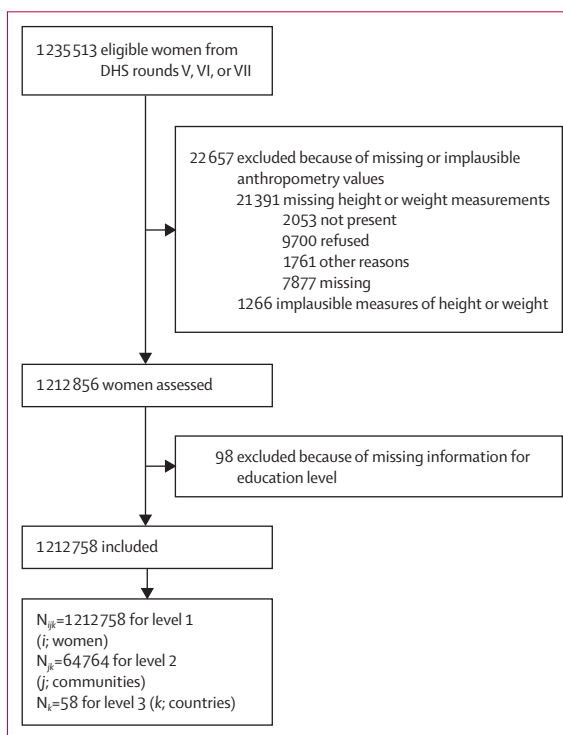 1235513 eligible women from
DHS rounds V, VI, or VII
22657 excluded because of missing or implausible
anthropometry values
21391 missing height or weight measurements
2053 not present
9700 refused
1761 other reasons
7877 missing
1266 implausible measures of height or weight
1212856 women assessed
98 excluded because of missing information for
education level
1212758 included
Nijk=1212758 for level 1
(i; women)
Njk=64764 for level 2
(j; communities)
Nk=58 for level 3 (k; countries)